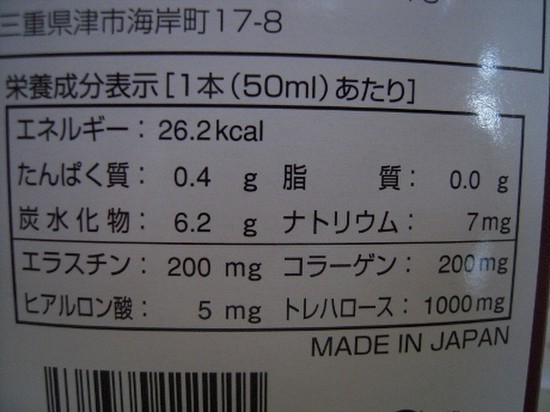 三重県津市海岸町17-8
栄養成分表示[1本(50ml)あたり]
エネルギー: 26.2kcal
たんぱく質: 0.4 g 脂質: 0.0 g
炭水化物: 6.2 g ナトリウム: 7mg
エラスチン: 200 mg コラーゲン: 200mg
ヒアルロン酸: 5 mg トレハロース: 1000mg
MADE IN JAPAN